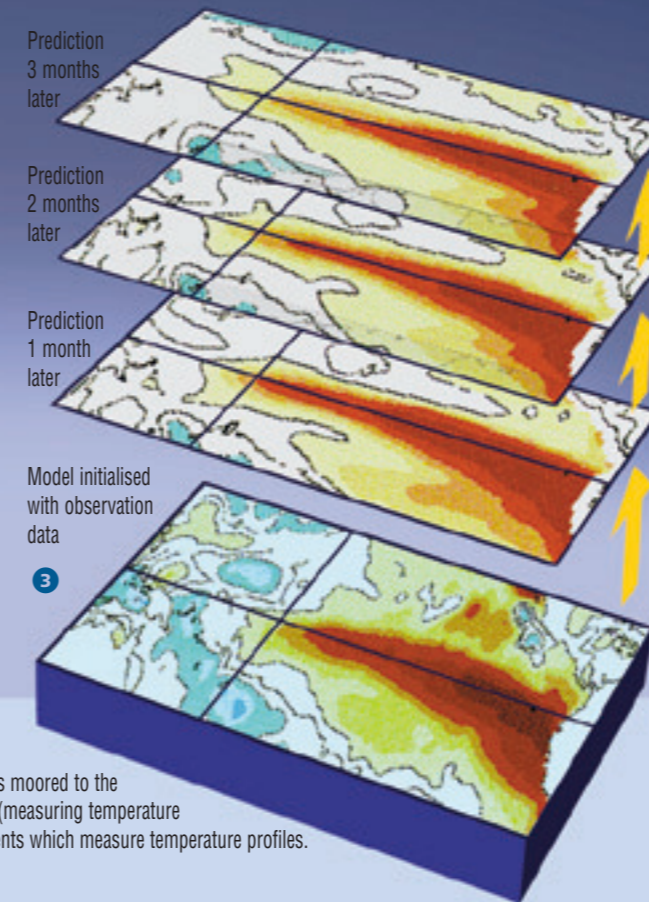 Prediction
3 months
later
Prediction
2 months
later
Prediction
1 month
later
Model initialised
with observation
data
3
s moored to the
(measuring temperature
ents which measure temperature profiles.